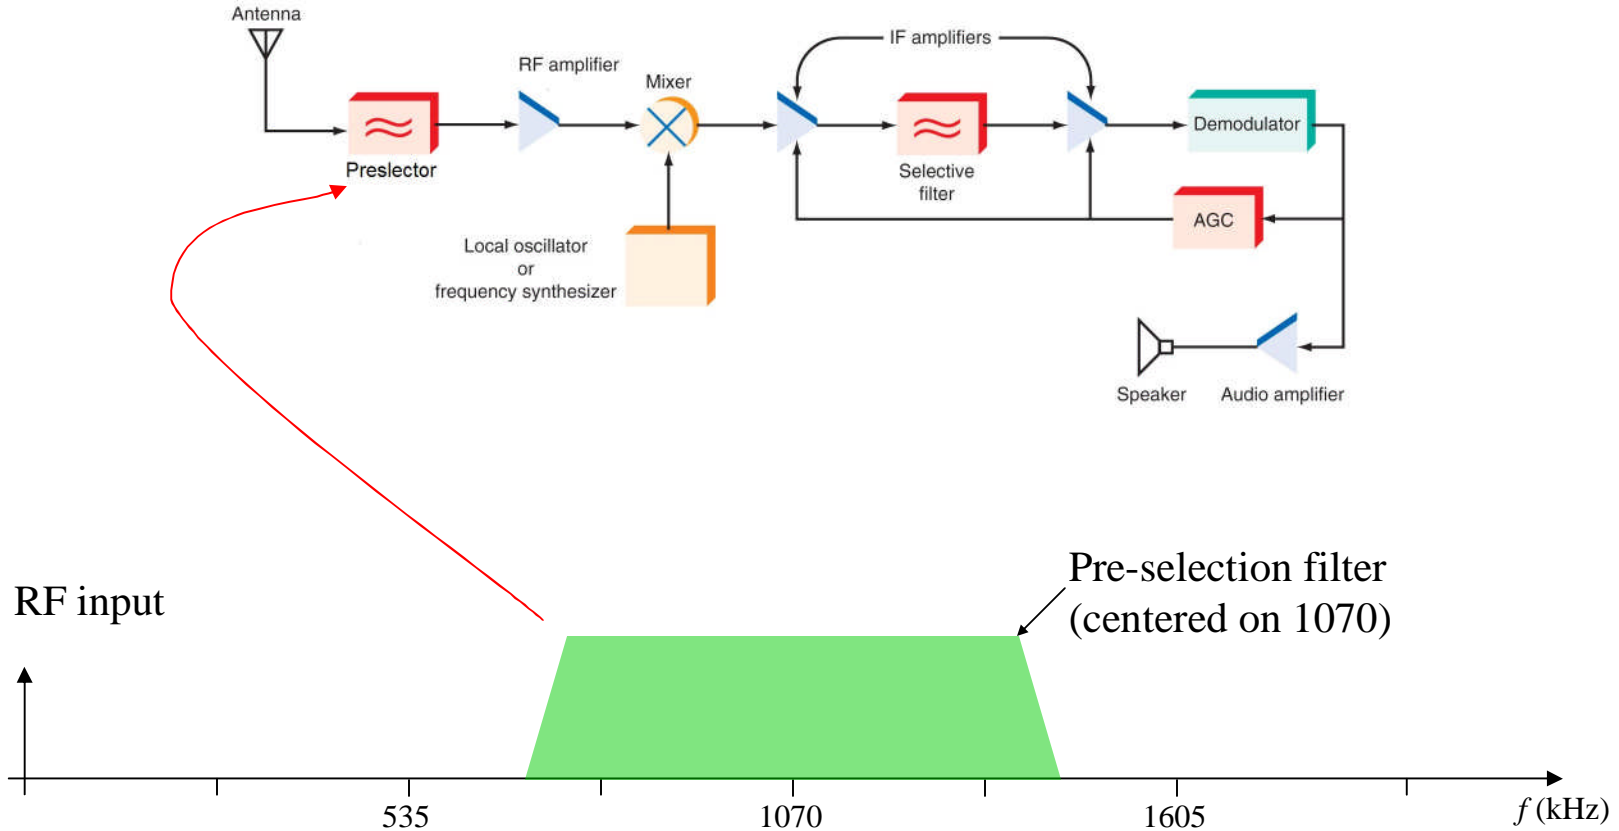 Antenna
IF amplifiers
RF amplifier
Mixer
Demodulator
Preslector
Selective
filter
AGC
Local oscillator
or
frequency synthesizer
Speaker
Audio amplifier
Pre-selection filter
(centered on 1070)
RF input
535
1070
1605
f (kHz)